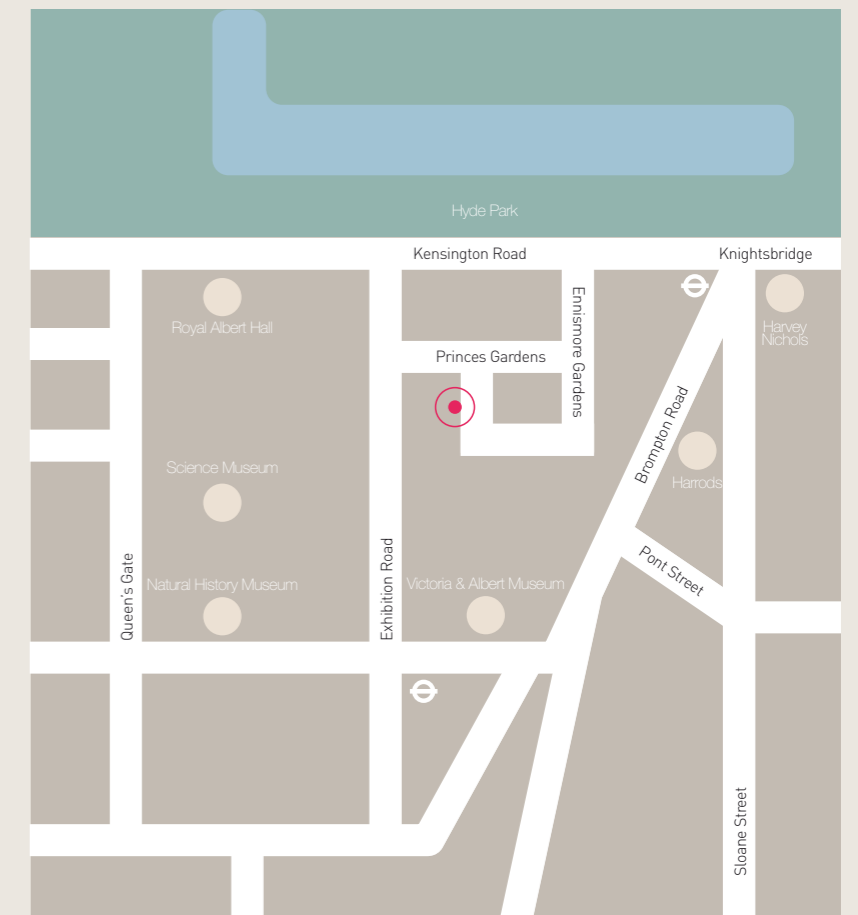 Hyde Park
Kensington Road
Knightsbridge
Royal Albert Hall
Ennismore Gardens
Harvey
Nichols
Princes Gardens
Brompton Road
Science Museum
Harrods
Queen's Gate
Natural History Museum
Exhibition Road
Victoria & Albert Museum
Pont Street
Sloane Street